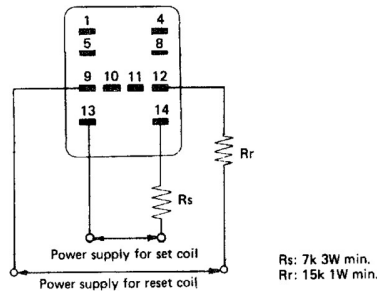 1 4
5 8
9 10 11 12
13 14
Rr
Rs
Power supply for set coil
Rs: 7k 3W min.
Rr: 15k 1W min.
Power supply for reset coil